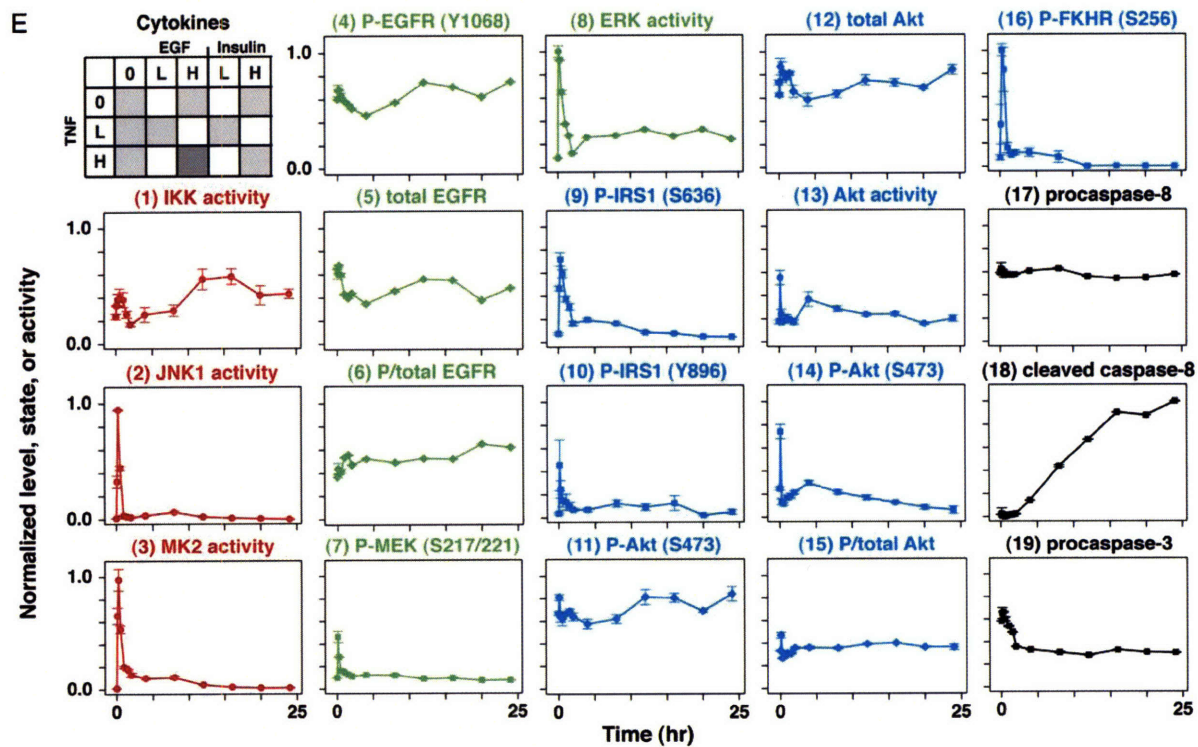 E
Cytokines
EGF Insulin
0 L H L H
TNF
0
L
H
(4) P-EGFR (Y1068)
(8) ERK activity
(12) total Akt
(16) P-FKHR (S256)
1.0
0.0
(1) IKK activity
(5) total EGFR
(9) P-IRS1 (S636)
(13) Akt activity
(17) procaspase-8
1.0
0.0
(2) JNK1 activity
(6) P/total EGFR
(10) P-IRS1 (Y896)
(14) P-Akt (S473)
(18) cleaved caspase-8
1.0
0.0
(3) MK2 activity
(7) P-MEK (S217/221)
(11) P-Akt (S473)
(15) P/total Akt
(19) procaspase-3
1.0
0.0
0 25 0 25 0 25 0 25 0 25
Time (hr)
Normalized level, state, or activity